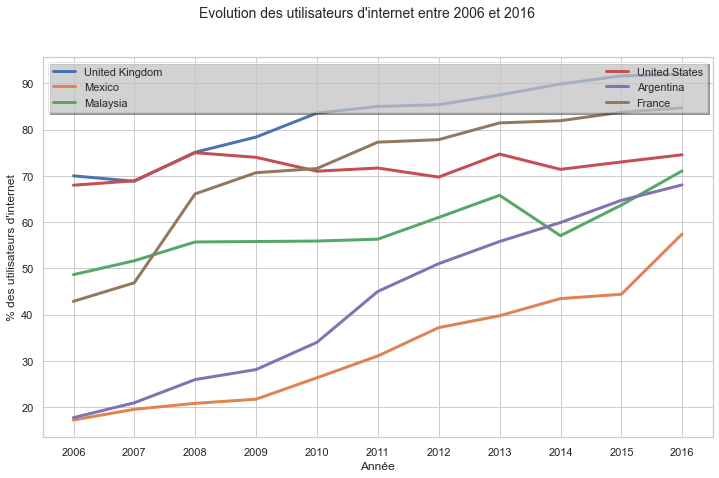 Evolution des utilisateurs d'internet entre 2006 et 2016
United Kingdom
Mexico
Malaysia
United States
Argentina
France
% des utilisateurs d'internet
90
80
70
60
50
40
30
20
2006 2007 2008 2009 2010 2011 2012 2013 2014 2015 2016
Année